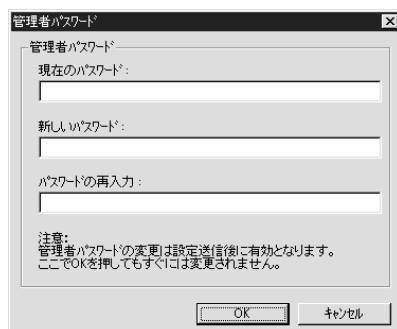 管理者ﾊﾟｽﾜｰﾄﾞ
管理者ﾊﾟｽﾜｰﾄﾞ
現在のﾊﾟｽﾜｰﾄﾞ:
新しいﾊﾟｽﾜｰﾄﾞ:
ﾊﾟｽﾜｰﾄﾞの再入力:
注意:
管理者ﾊﾟｽﾜｰﾄﾞの変更は設定送信後に有効となります。
ここでOKを押してもすぐには変更されません。
OK
ｷｬﾝｾﾙ